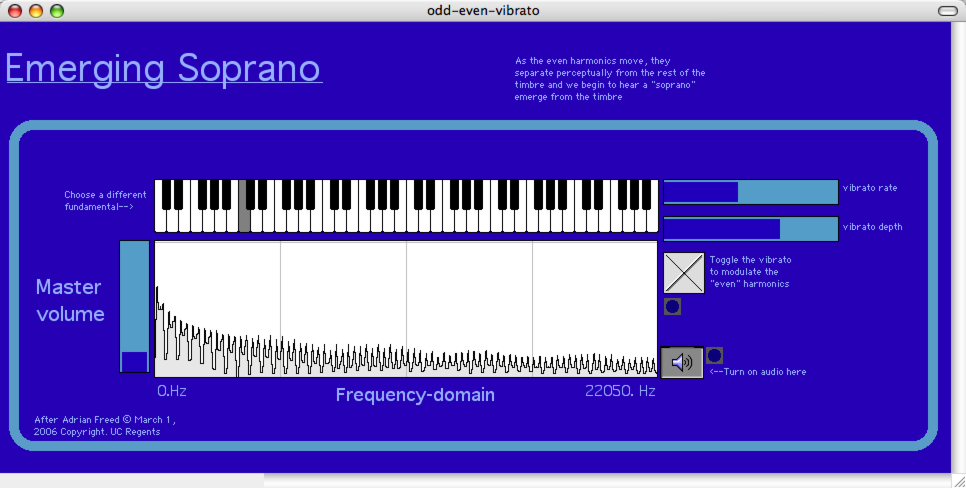 odd-even-vibrato
Emerging Soprano
As the even harmonics move, they
separate perceptually from the rest of the
timbre and we begin to hear a "soprano"
emerge from the timbre
Choose a different
fundamental-->
vibrato rate
vibrato depth
Toggle the vibrato
to modulate the
"even" harmonics
Master
volume
<--Turn on audio here
0.Hz
Frequency-domain
22050. Hz
After Adrian Freed © March 1,
2006 Copyright. UC Regents